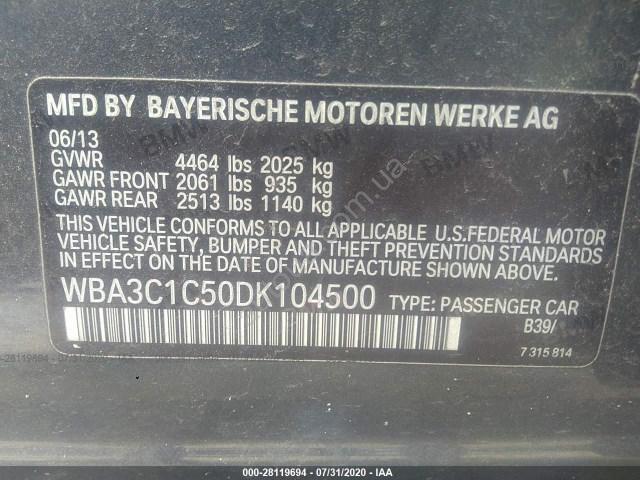 MFD BY BAYERISCHE MOTOREN WERKE AG
06/13
GVWR 4464 lbs 2025 kg
GAWR FRONT 2061 lbs 935 kg
GAWR REAR 2513 lbs 1140 kg
THIS VEHICLE CONFORMS TO ALL APPLICABLE U.S.FEDERAL MOTOR
VEHICLE SAFETY, BUMPER AND THEFT PREVENTION STANDARDS
IN EFFECT ON THE DATE OF MANUFACTURE SHOWN ABOVE.
WBA3C1C50DK104500 TYPE: PASSENGER CAR
B39/
7 315 814
000-28119694 - 07/31/2020 - IAA